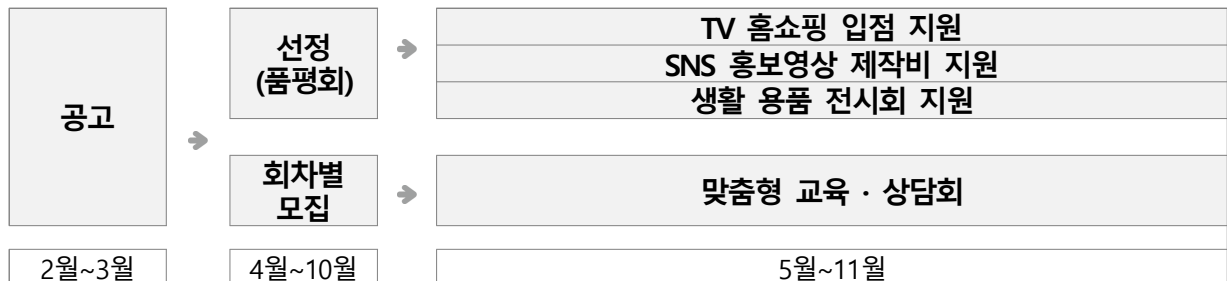 공고
선정
(품평회)
TV 홈쇼핑 입점 지원
SNS 홍보영상 제작비 지원
생활 용품 전시회 지원
회차별
모집
맞춤형 교육 · 상담회
2월~3월
4월~10월
5월~11월